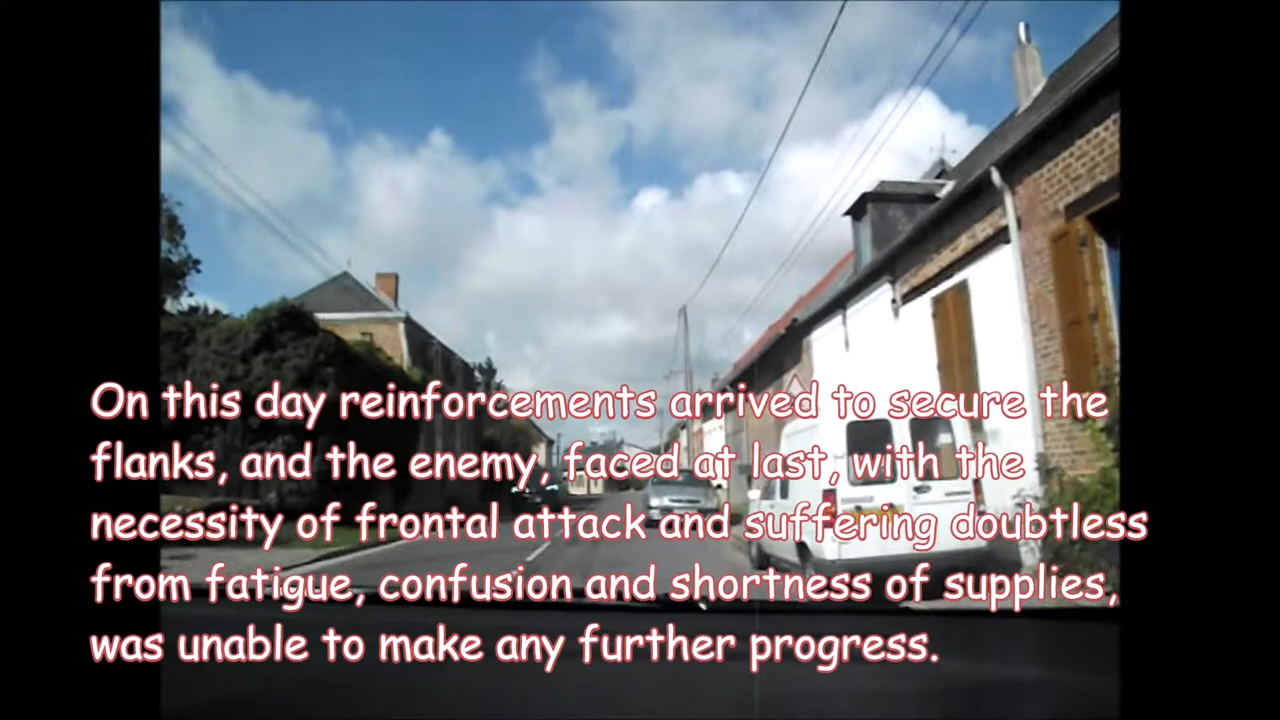 On this day reinforcements arrived to secure the
flanks, and the enemy, faced at last, with the
necessity of frontal attack and suffering doubtless
from fatigue, confusion and shortness of supplies,
was unable to make any further progress.